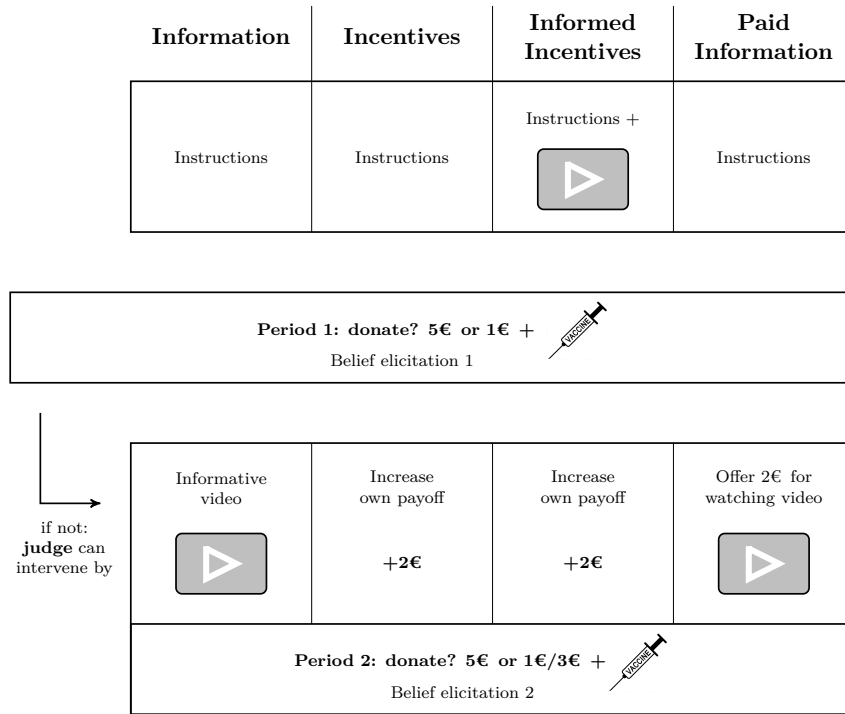 Information
Incentives
Informed
Incentives
Paid
Information
Instructions
Instructions
Instructions +
Instructions
Period 1: donate? 5€ or 1€ +
VACCINE
Belief elicitation 1
if not:
judge can
intervene by
Informative
video
Increase
own payoff
+2€
Increase
own payoff
+2€
Offer 2€ for
watching video
Period 2: donate? 5€ or 1€/3€ +
VACCINE
Belief elicitation 2